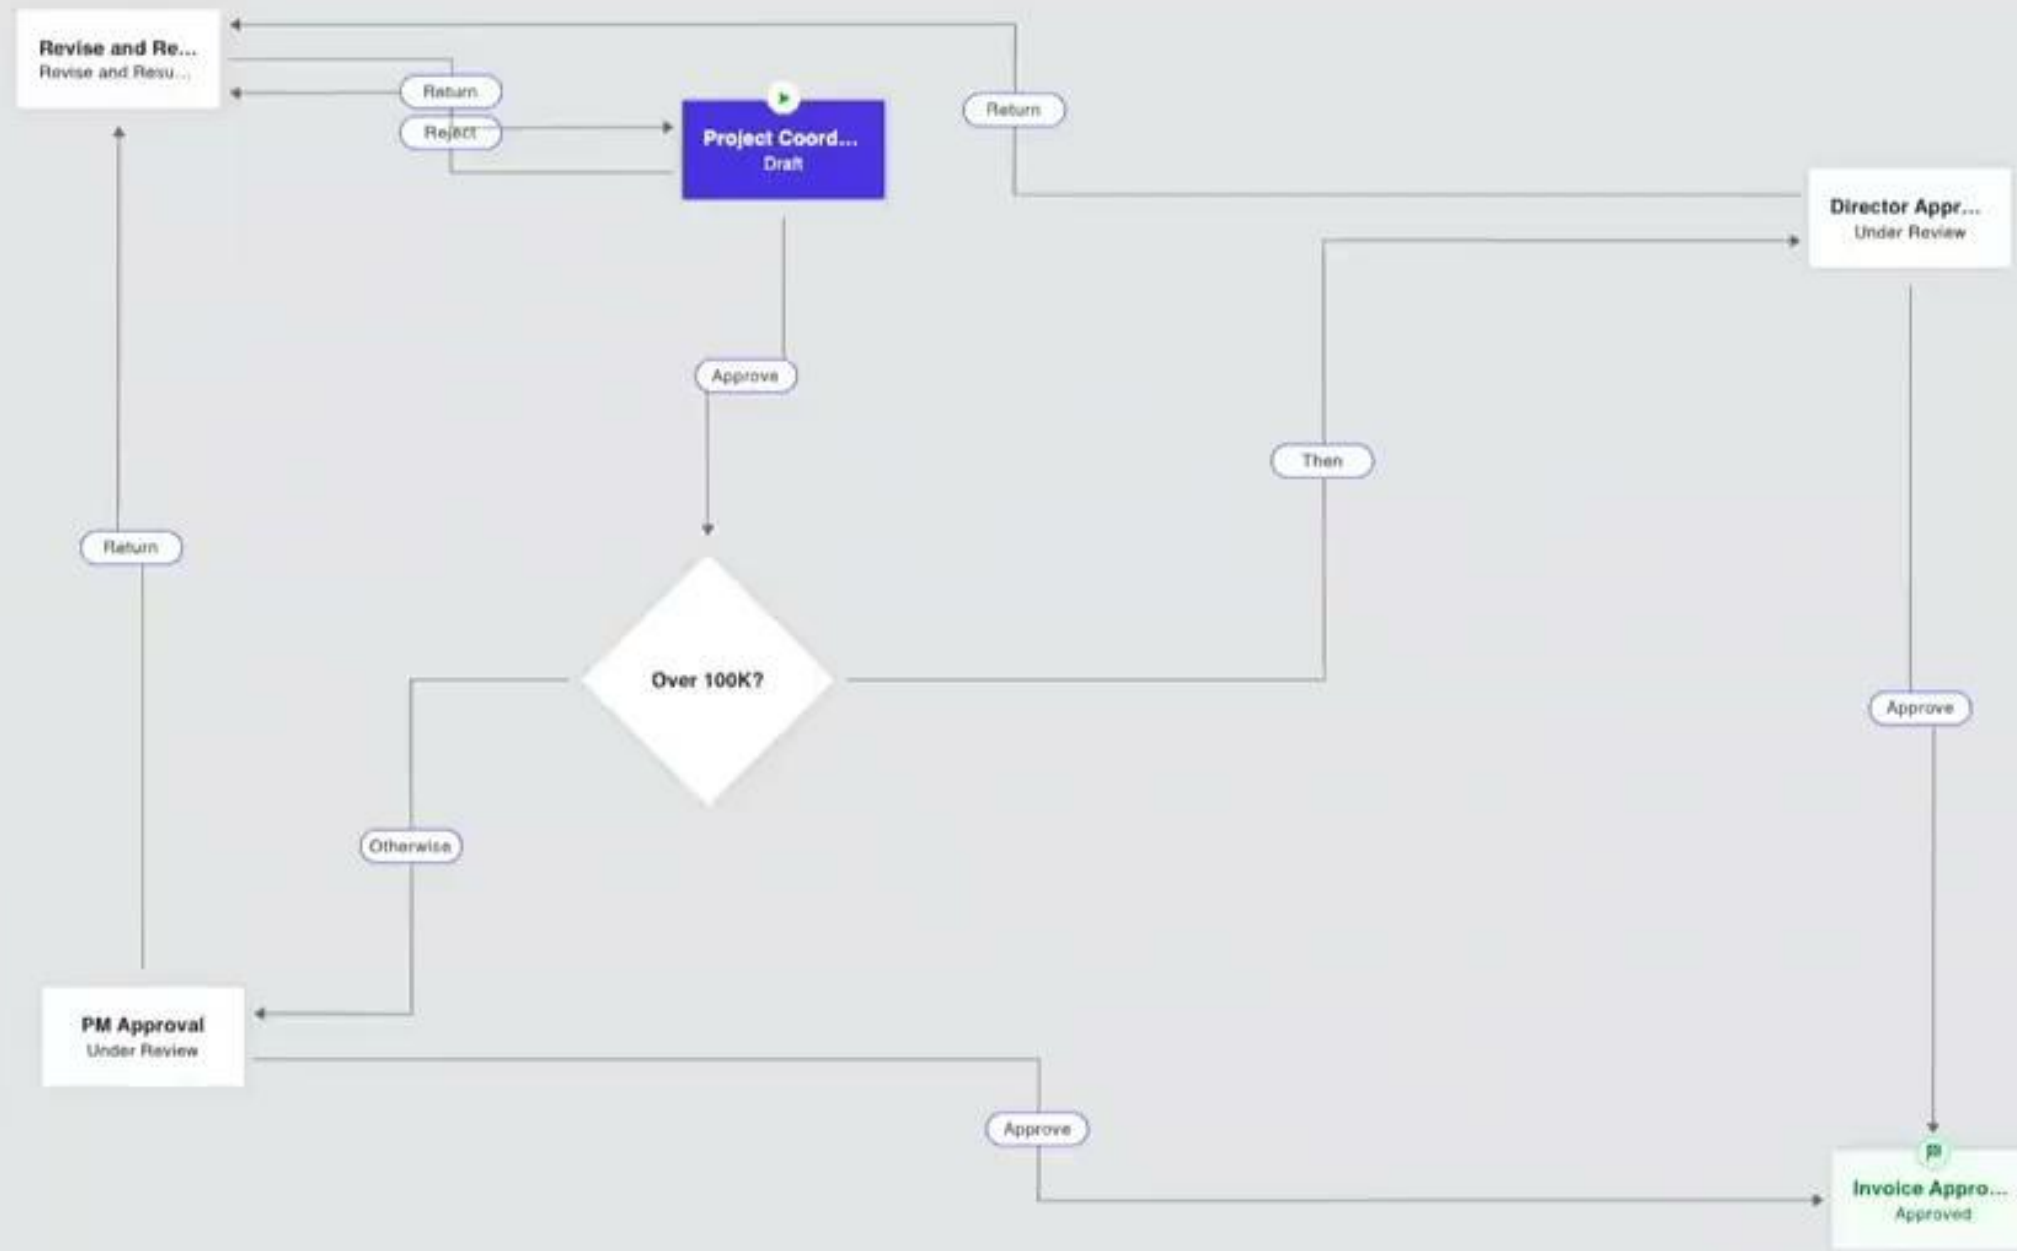 Revise and Re...
Revise and Resu...
Return
Reject
Project Coord...
Draft
Return
Director Appr...
Under Review
Approve
Then
Return
Over 100K?
Approve
Otherwise
PM Approval
Under Review
Approve
Invoice Appro...
Approved